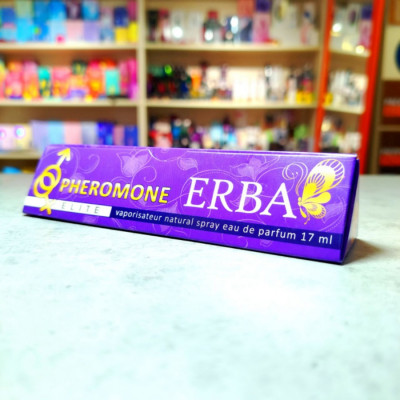 PHEROMONE ERBA
ELITE
vaporisateur natural spray eau de parfum 17 ml